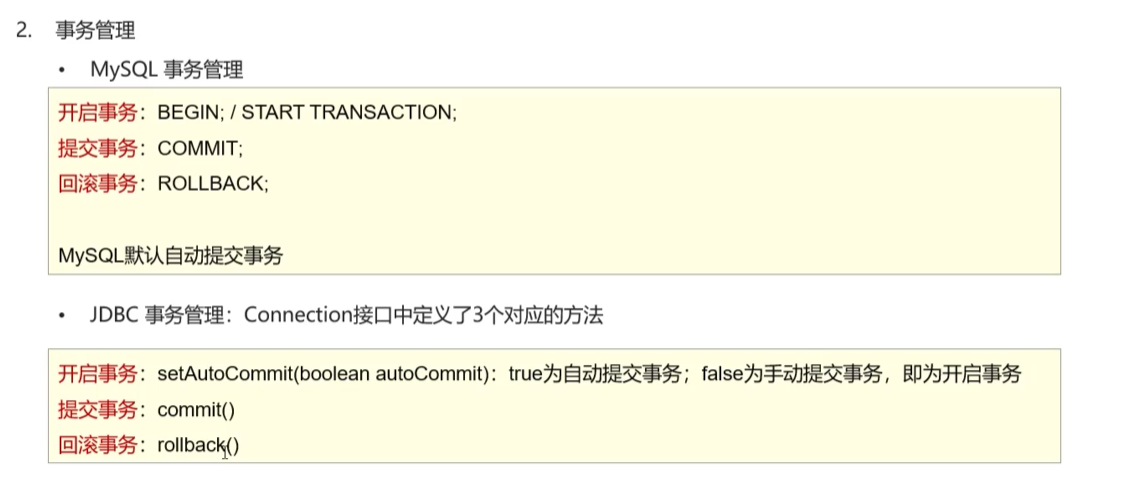 2. 事务管理
• MySQL 事务管理
开启事务：BEGIN; / START TRANSACTION;
提交事务：COMMIT;
回滚事务：ROLLBACK;
MySQL默认自动提交事务
• JDBC 事务管理：Connection接口中定义了3个对应的方法
开启事务：setAutoCommit(boolean autoCommit)：true为自动提交事务；false为手动提交事务，即为开启事务
提交事务：commit()
回滚事务：rollback()